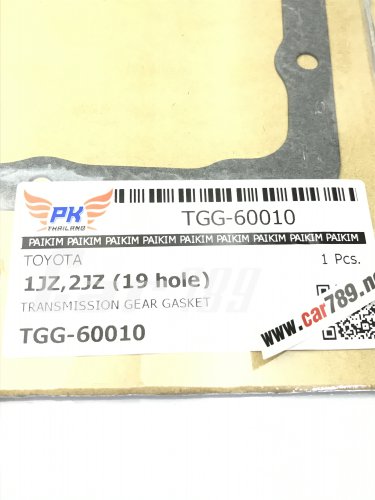 PK
THAILAND
TGG-60010
PAIKIM PAIKIM PAIKIM PAIKIM PAIKIM PAIKIM PAIKIM PAIKIM PAIKIM
TOYOTA
1 Pcs.
1JZ,2JZ (19 hole)
TRANSMISSION GEAR GASKET
TGG-60010
www.car789.net